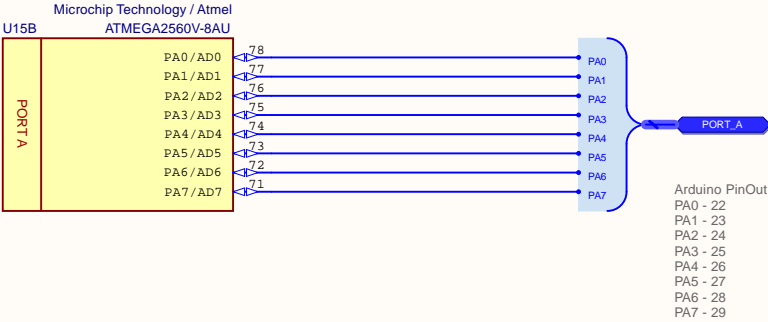 Microchip Technology / Atmel
U15B ATMEGA2560V-8AU
PORT A
PA0/AD0 78 PA0
PA1/AD1 77 PA1
PA2/AD2 76 PA2
PA3/AD3 75 PA3
PA4/AD4 74 PA4
PA5/AD5 73 PA5
PA6/AD6 72 PA6
PA7/AD7 71 PA7
PORT_A
Arduino PinOut
PA0 - 22
PA1 - 23
PA2 - 24
PA3 - 25
PA4 - 26
PA5 - 27
PA6 - 28
PA7 - 29